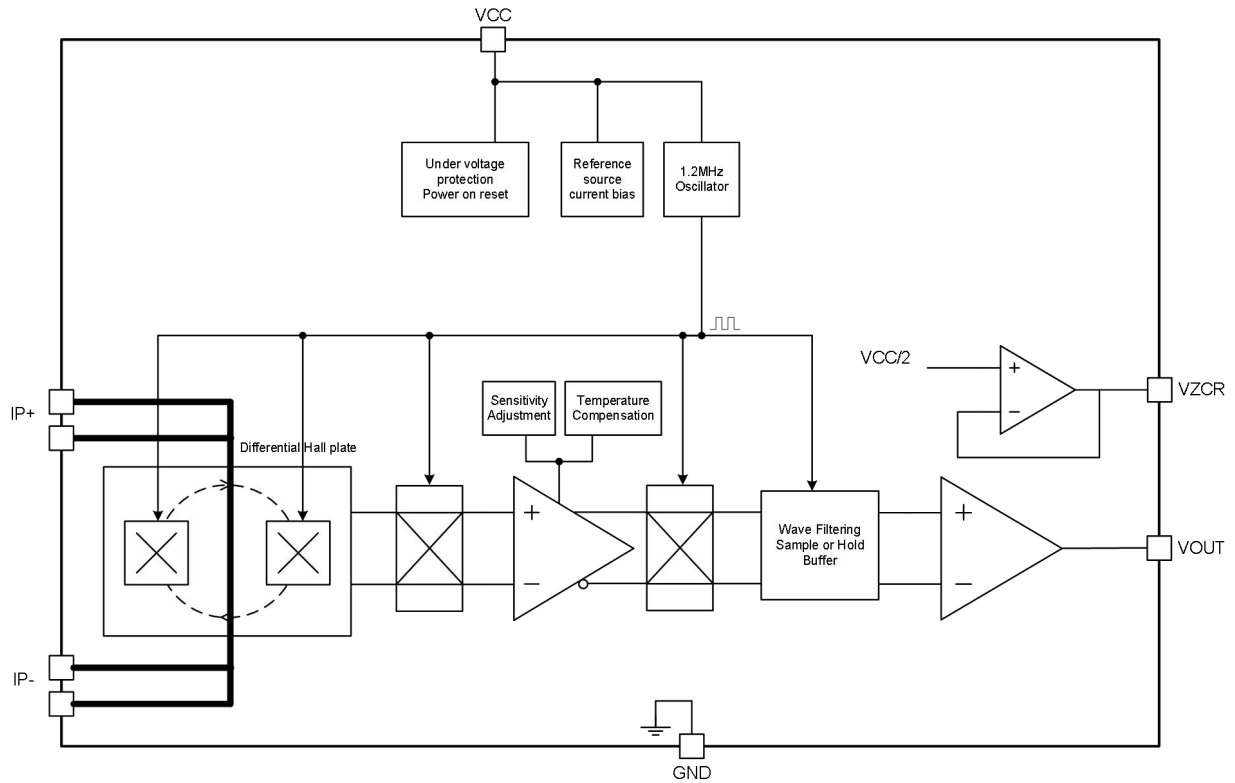 VCC
Under voltage
protection
Power on reset
Reference
source
current bias
1.2MHz
Oscillator
VCC/2
+
−
VZCR
IP+
Sensitivity
Adjustment
Temperature
Compensation
Differential Hall plate
+
−
Wave Filtering
Sample or Hold
Buffer
+
−
VOUT
IP-
GND